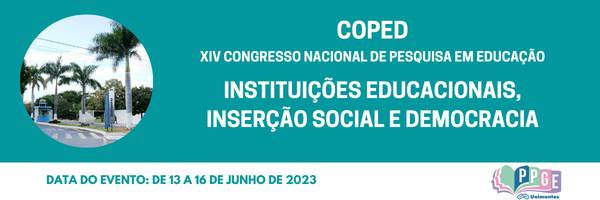 COPED
XIV CONGRESSO NACIONAL DE PESQUISA EM EDUCAÇÃO
INSTITUIÇÕES EDUCACIONAIS,
INSERÇÃO SOCIAL E DEMOCRACIA
DATA DO EVENTO: DE 13 A 16 DE JUNHO DE 2023
PPGE
Unimontes